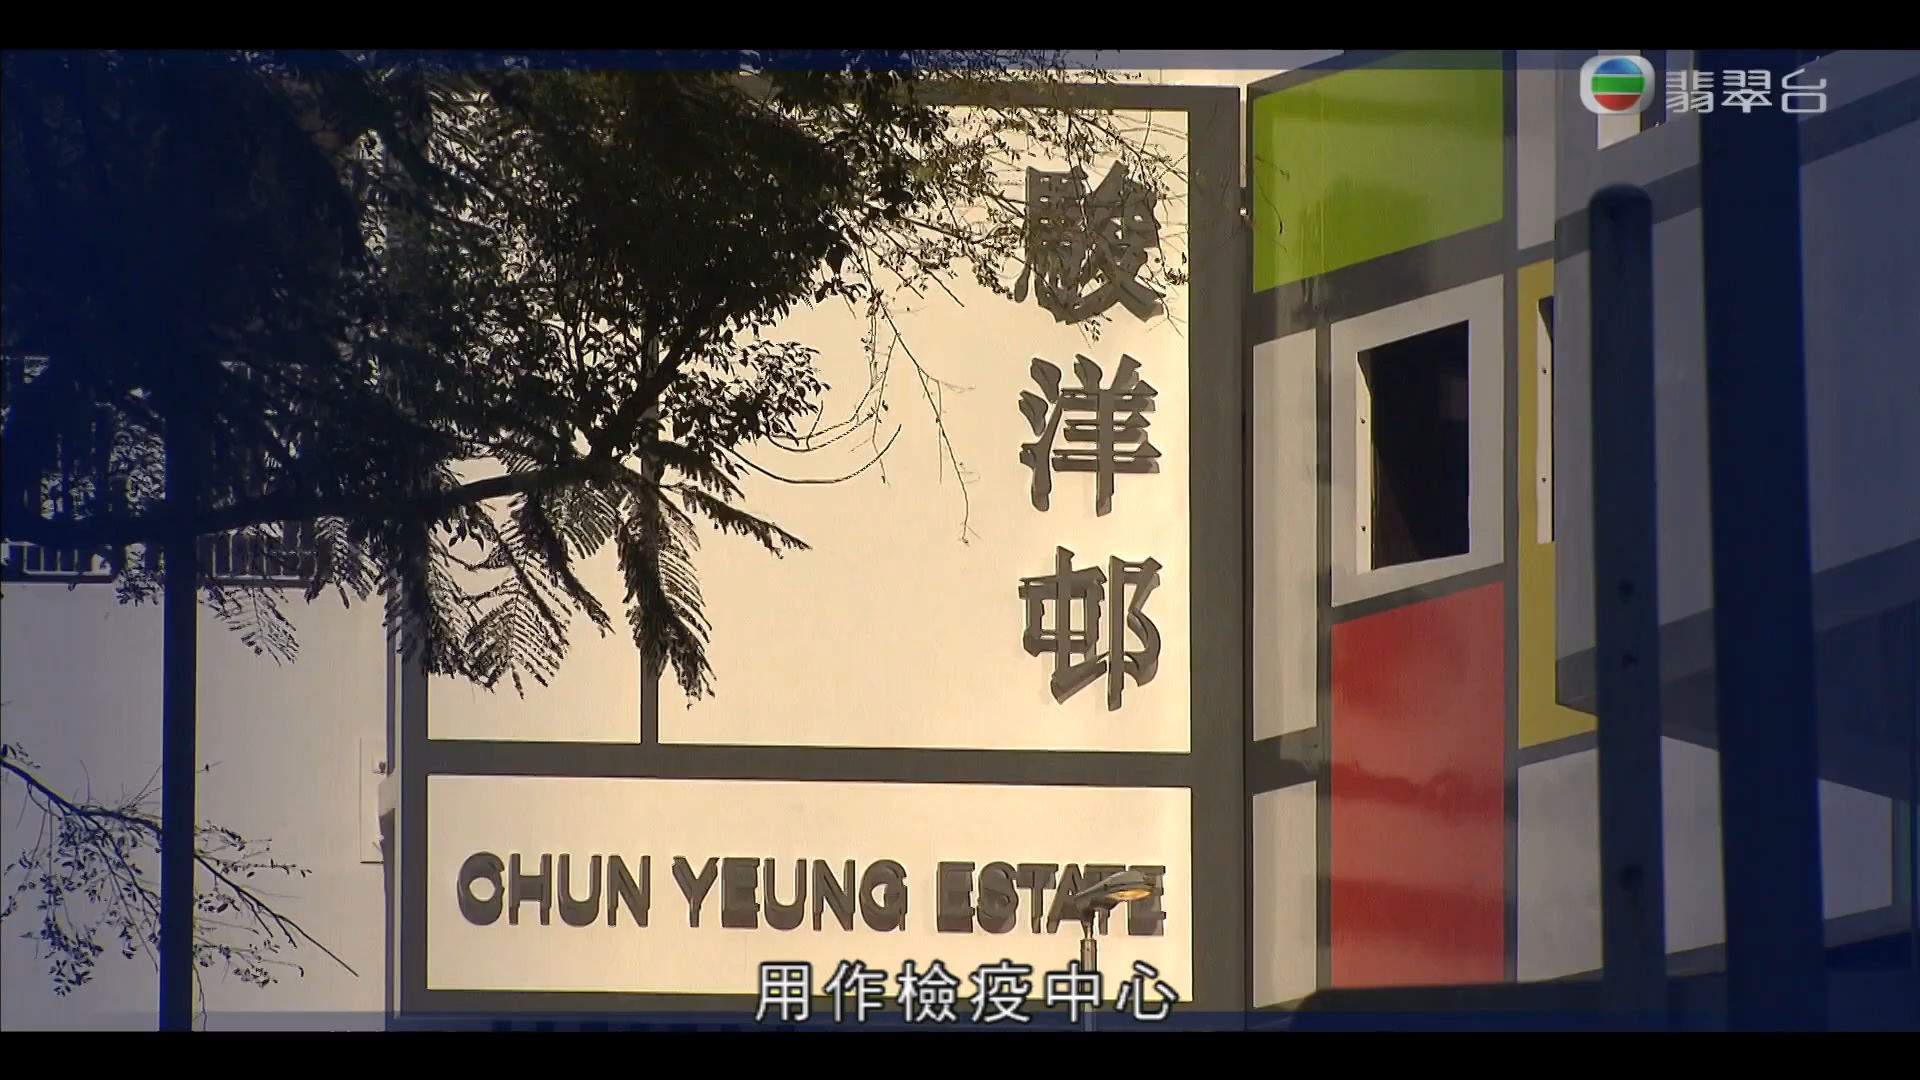 翡翠台
駿
洋
邨
CHUN YEUNG ESTATE
用作檢疫中心